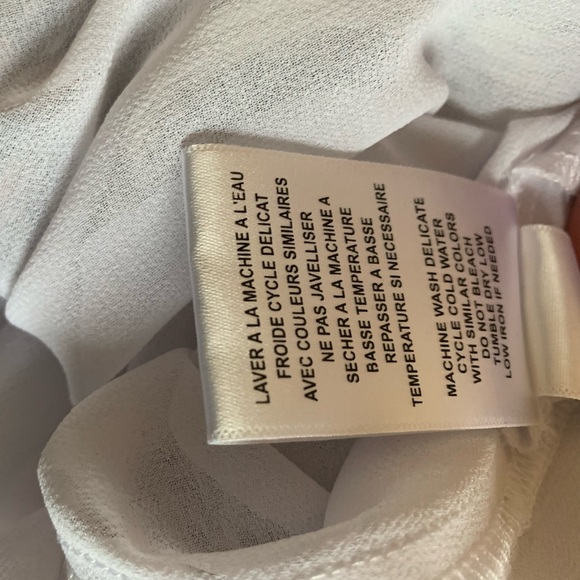 LAVER A LA MACHINE A L'EAU
FROIDE CYCLE DELICAT
AVEC COULEURS SIMILAIRES
NE PAS JAVELLISER
SECHER A LA MACHINE A
BASSE TEMPERATURE
REPASSER A BASSE
TEMPERATURE SI NECESSAIRE
MACHINE WASH DELICATE
CYCLE COLD WATER
WITH SIMILAR COLORS
DO NOT BLEACH
TUMBLE DRY LOW
LOW IRON IF NEEDED